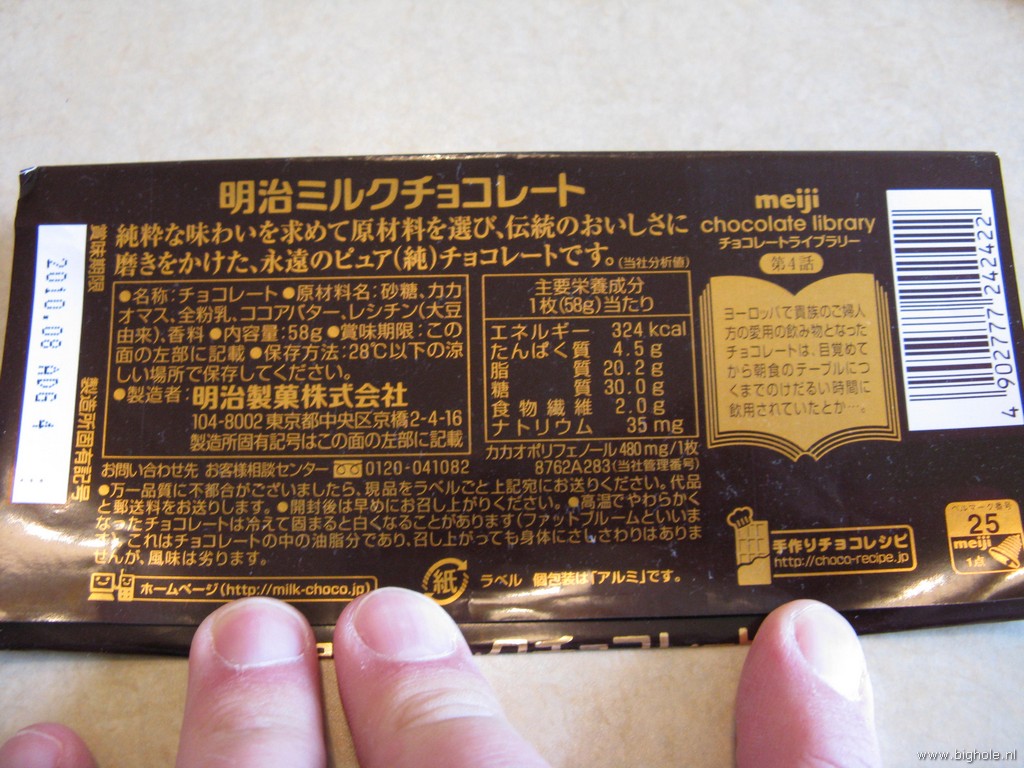 明治ミルクチョコレート
純粋な味わいを求めて原材料を選び、伝統のおいしさに
磨きをかけた、永遠のピュア(純)チョコレートです。(当社分析値)
賞味期限
2010.08 ADG 4
製造所固有記号
●名称:チョコレート●原材料名:砂糖、カカ
オマス、全粉乳、ココアバター、レシチン(大豆
由来)、香料●内容量:58g●賞味期限:この
面の左部に記載●保存方法:28℃以下の涼
しい場所で保存してください。
●製造者:明治製菓株式会社
104-8002 東京都中央区京橋2-4-16
製造所固有記号はこの面の左部に記載
主要栄養成分
1枚(58g)当たり
エネルギー 324 kcal
たんぱく質 4.5 g
脂質 20.2 g
糖質 30.0 g
食物繊維 2.0 g
ナトリウム 35 mg
カカオポリフェノール 480 mg/1枚
8762A283(当社管理番号)
お問い合わせ先 お客様相談センター 0120-041082
●万一品質に不都合がございましたら、現品をラベルごと上記宛にお送りください。代品
と郵送料をお送りします。●開封後は早めにお召し上がりください。●高温でやわらかく
なったチョコレートは冷えて固まると白くなることがあります(ファットブルームといいま
す)。これはチョコレートの中の油脂分であり、召し上がっても身体にさしさわりはありま
せんが、風味は劣ります。
ホームページ(http://milk-choco.jp)
紙
ラベル 個包装は「アルミ」です。
meiji
chocolate library
チョコレートライブラリー
第4話
ヨーロッパで貴族のご婦人
方の愛用の飲み物となった
チョコレートは、目覚めて
から朝食のテーブルにつ
くまでのけだるい時間に
飲用されていたとか…。
手作りチョコレシピ
http://choco-recipe.jp
4 902777 242422
ベルマーク番号
25
meiji
1点
www.bighole.nl